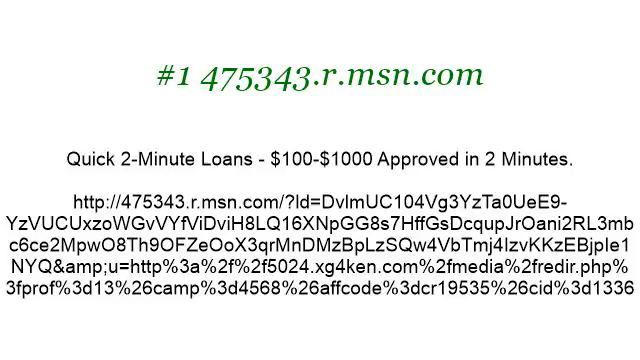 #1 475343.r.msn.com
Quick 2-Minute Loans - $100-$1000 Approved in 2 Minutes.
http://475343.r.msn.com/?ld=DvlmUC104Vg3YzTa0UeE9-
YzVUCUxzoWGvVYfViDviH8LQ16XNpGG8s7HffGsDcqupJrOani2RL3mb
c6ce2MpwO8Th9OFZeOoX3qrMnDMzBpLzSQw4VbTmj4IzvKKzEBjple1
NYQ&amp;u=http%3a%2f%2f5024.xg4ken.com%2fmedia%2fredir.php%
3fprof%3d13%26camp%3d4568%26affcode%3dcr19535%26cid%3d1336